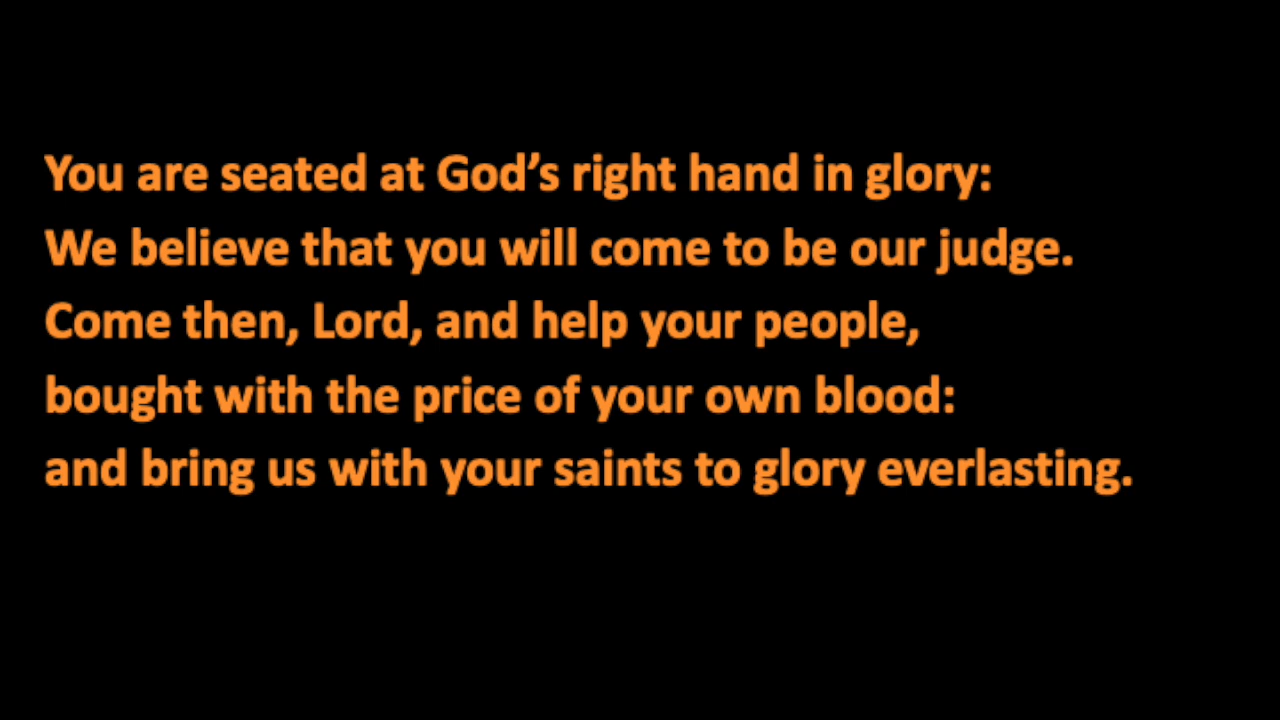 You are seated at God’s right hand in glory:
We believe that you will come to be our judge.
Come then, Lord, and help your people,
bought with the price of your own blood:
and bring us with your saints to glory everlasting.